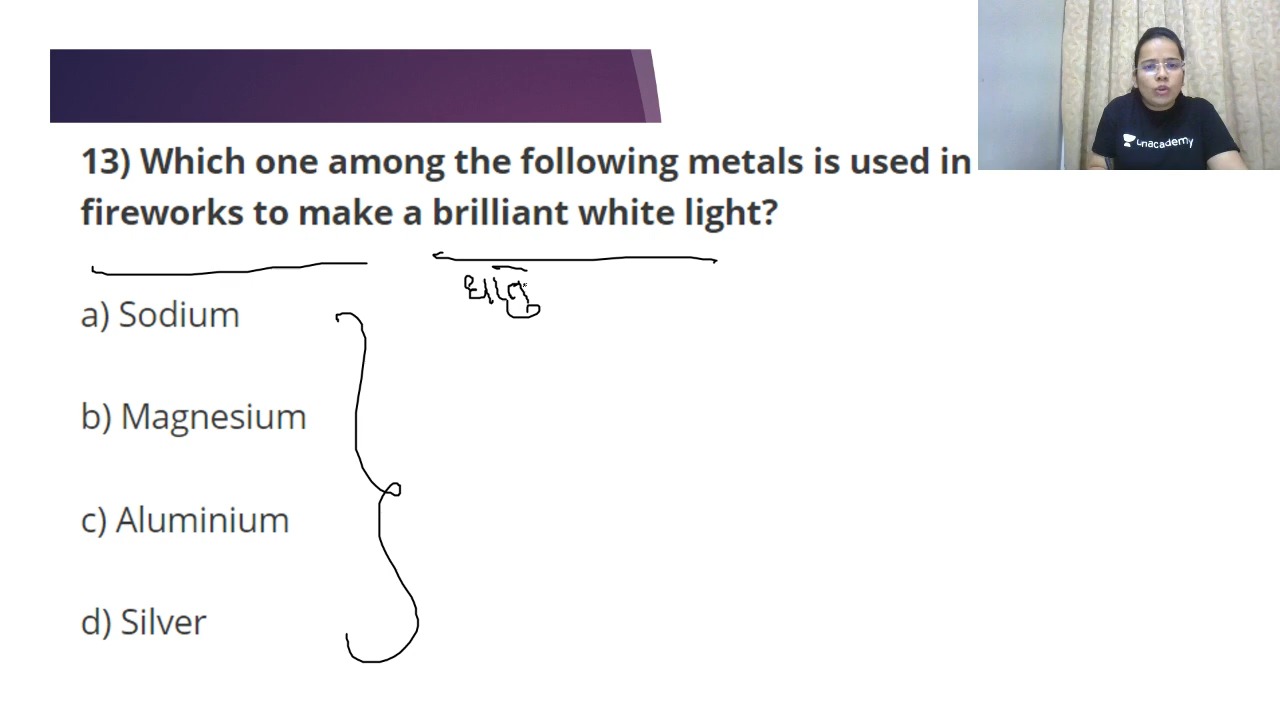 13) Which one among the following metals is used in
fireworks to make a brilliant white light?
धातु
a) Sodium
b) Magnesium
c) Aluminium
d) Silver
unacademy